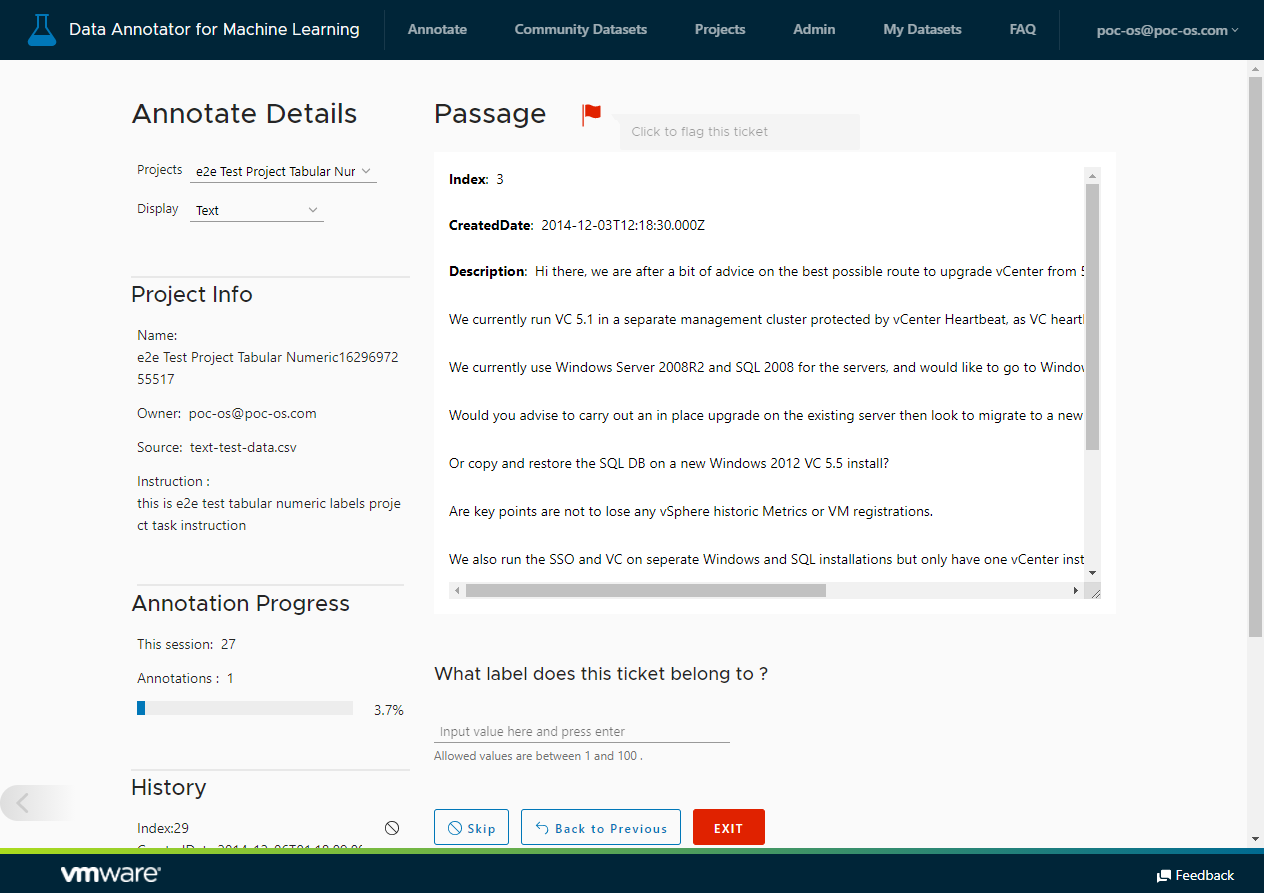 Data Annotator for Machine Learning
Annotate
Community Datasets
Projects
Admin
My Datasets
FAQ
poc-os@poc-os.com
Annotate Details
Projects e2e Test Project Tabular Nur
Display Text
Project Info
Name:
e2e Test Project Tabular Numeric16296972
55517
Owner: poc-os@poc-os.com
Source: text-test-data.csv
Instruction :
this is e2e test tabular numeric labels proje
ct task instruction
Annotation Progress
This session: 27
Annotations : 1
3.7%
History
Index:29
Passage
Click to flag this ticket
Index: 3
CreatedDate: 2014-12-03T12:18:30.000Z
Description: Hi there, we are after a bit of advice on the best possible route to upgrade vCenter from 5
We currently run VC 5.1 in a separate management cluster protected by vCenter Heartbeat, as VC heart
We currently use Windows Server 2008R2 and SQL 2008 for the servers, and would like to go to Window
Would you advise to carry out an in place upgrade on the existing server then look to migrate to a new
Or copy and restore the SQL DB on a new Windows 2012 VC 5.5 install?
Are key points are not to lose any vSphere historic Metrics or VM registrations.
We also run the SSO and VC on seperate Windows and SQL installations but only have one vCenter inst
What label does this ticket belong to ?
Input value here and press enter
Allowed values are between 1 and 100 .
Skip
Back to Previous
EXIT
vmware
Feedback